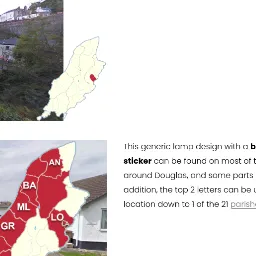 AN
BA
ML
LO
GR
This generic lamp design with a b
sticker can be found on most of t
around Douglas, and some parts
addition, the top 2 letters can be u
location down to 1 of the 21 parish